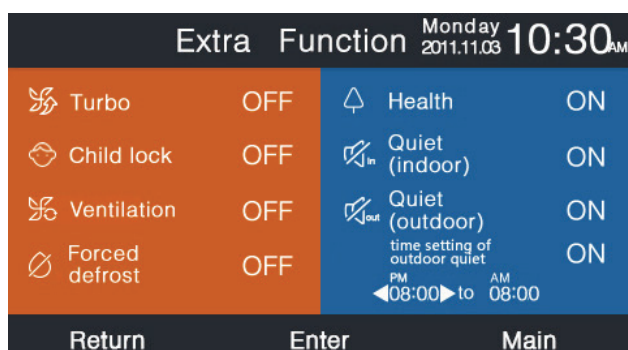 Extra Function Monday 10:30AM
2011.11.03
Turbo OFF
Child lock OFF
Ventilation OFF
Forced defrost OFF
Health ON
in Quiet (indoor) ON
out Quiet (outdoor) ON
time setting of outdoor quiet ON
PM AM
08:00 to 08:00
Return Enter Main